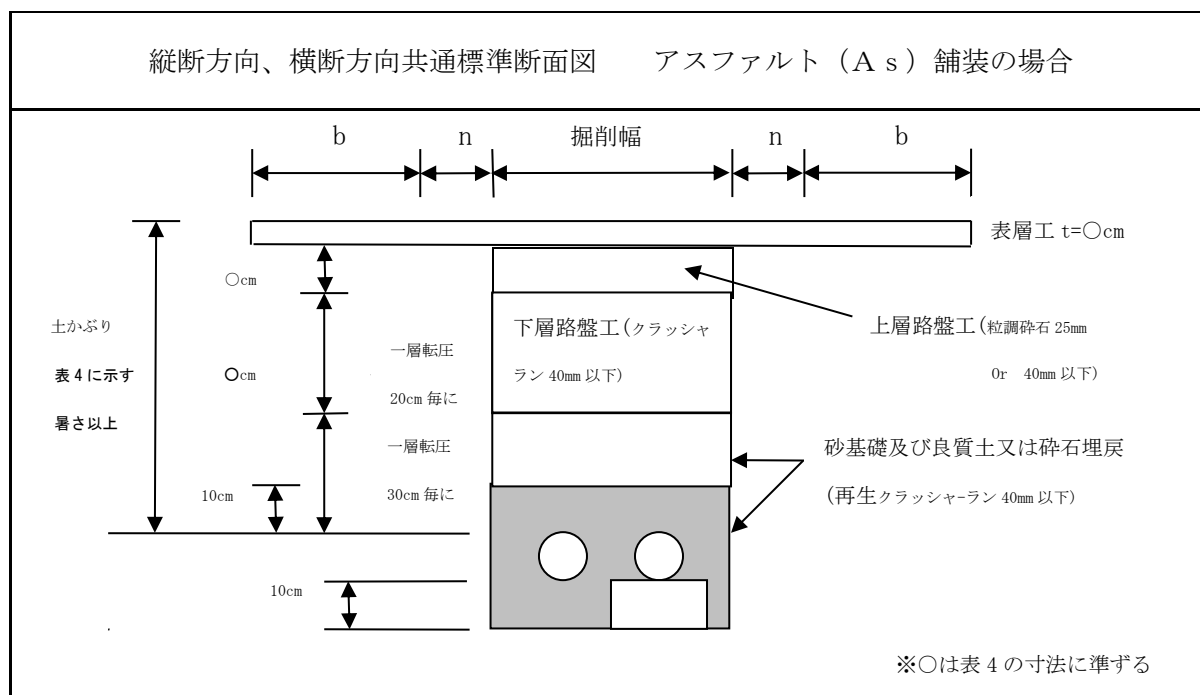 縦断方向、横断方向共通標準断面図　　アスファルト（Ａｓ）舗装の場合
b
n
掘削幅
n
b
表層工 t=○cm
○cm
上層路盤工(粒調砕石 25mm
Or　40mm 以下)
土かぶり
表 4 に示す
暑さ以上
○cm
一層転圧
20cm 毎に
下層路盤工(クラッシャ
ラン 40mm 以下)
一層転圧
30cm 毎に
砂基礎及び良質土又は砕石埋戻
(再生クラッシャ-ラン 40mm 以下)
10cm
10cm
※○は表 4 の寸法に準ずる